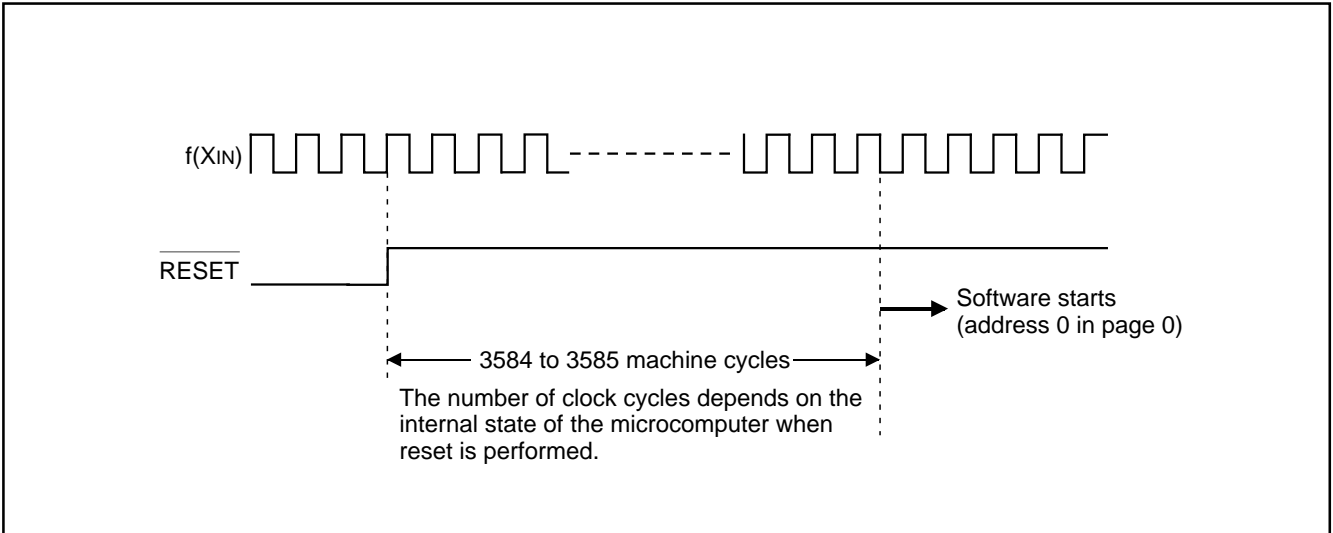 f(XIN)
RESET
Software starts
(address 0 in page 0)
3584 to 3585 machine cycles
The number of clock cycles depends on the
internal state of the microcomputer when
reset is performed.